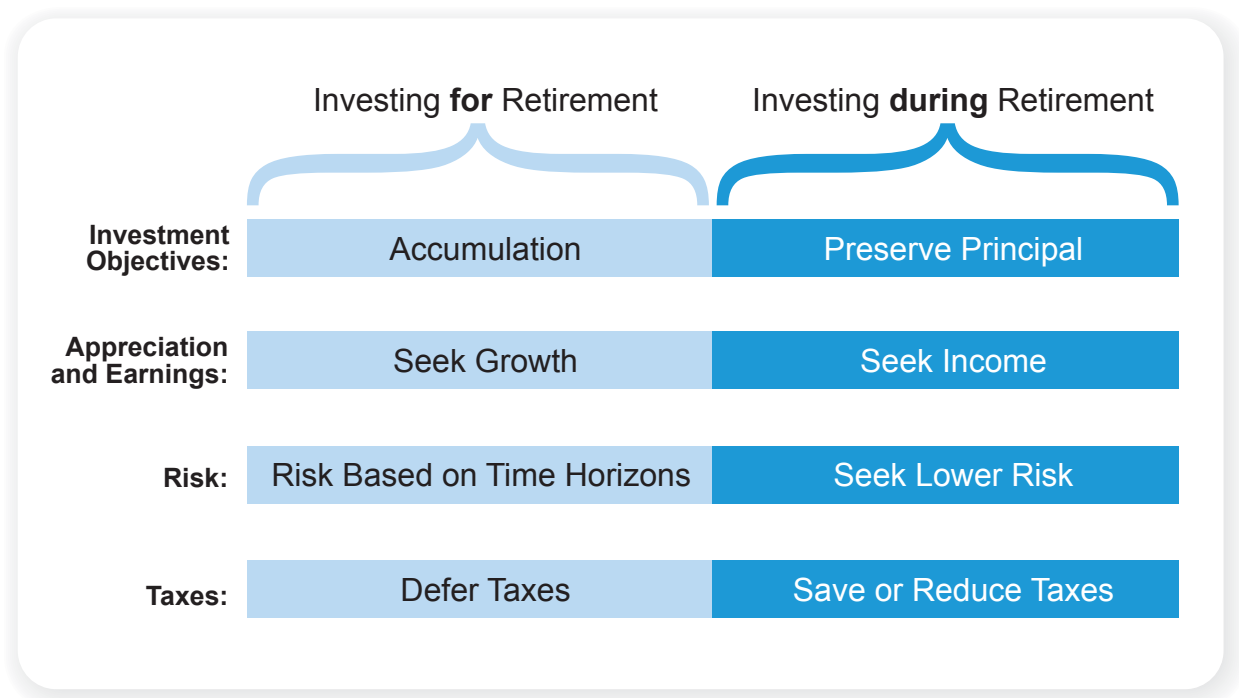 Investing for Retirement
Investing during Retirement
Investment
Objectives:
Accumulation
Preserve Principal
Appreciation
and Earnings:
Seek Growth
Seek Income
Risk:
Risk Based on Time Horizons
Seek Lower Risk
Taxes:
Defer Taxes
Save or Reduce Taxes